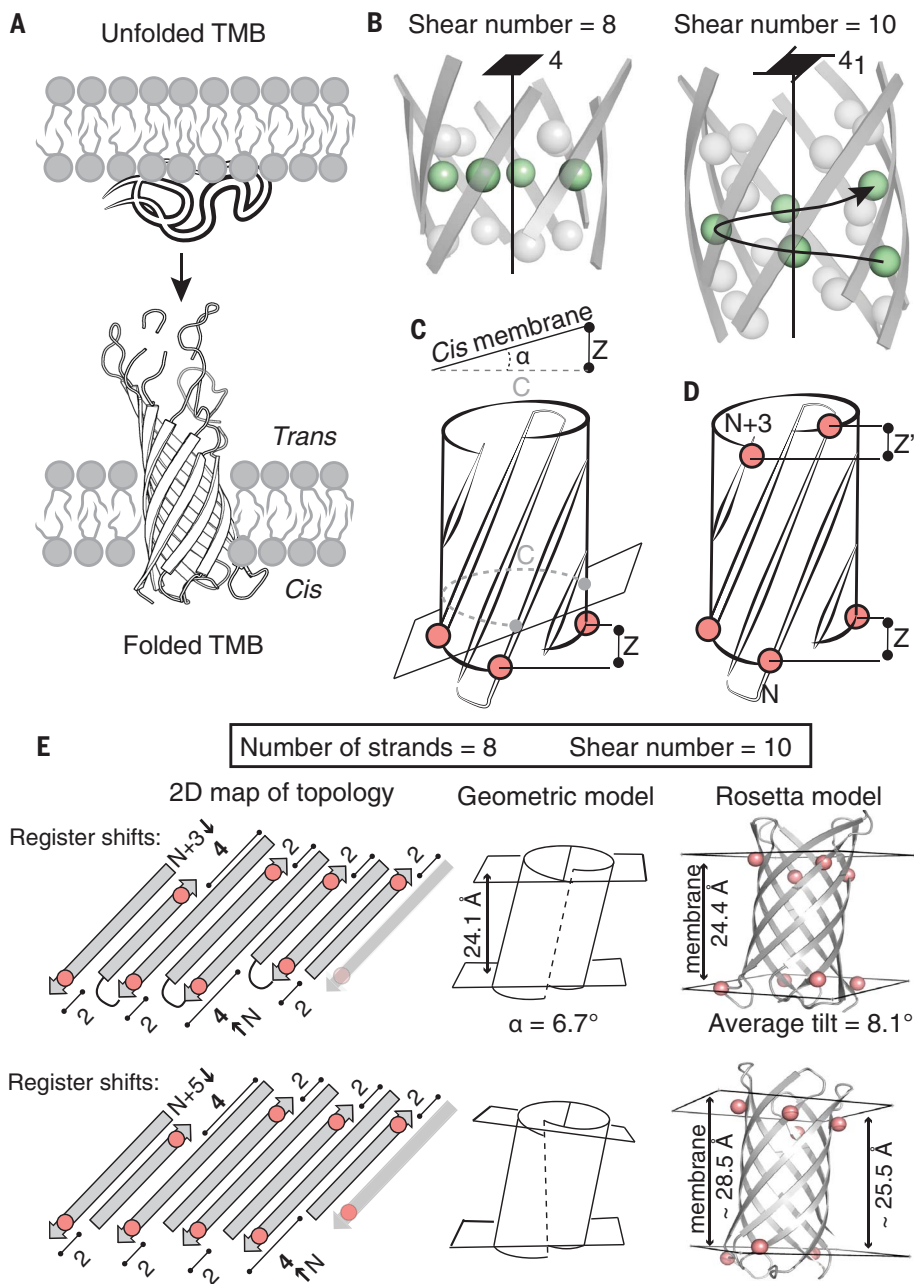 A
Unfolded TMB
Trans
Cis
Folded TMB
B
Shear number = 8
4
Shear number = 10
4₁
C
Cis membrane
α
Z
C
C
Z
D
N+3
Z'
Z
N
E
Number of strands = 8 Shear number = 10
2D map of topology
Geometric model
Rosetta model
Register shifts:
N+3↘
4
2
2
2
2
2
4
↑N
2
24.1 Å
α = 6.7°
membrane
24.4 Å
Average tilt = 8.1°
Register shifts:
N+5↘
4
2
2
2
2
2
2
4
↑N
membrane
~ 28.5 Å
~ 25.5 Å